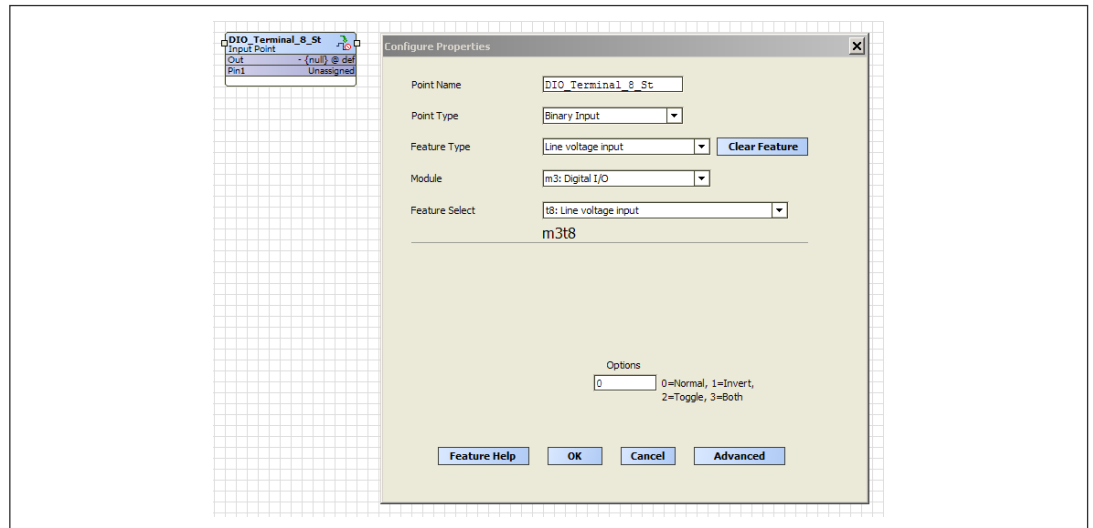 DIO_Terminal_8_St
Input Point
Out - {null} @ def
Pin1 Unassigned
Configure Properties
Point Name DIO_Terminal_8_St
Point Type Binary Input
Feature Type Line voltage input Clear Feature
Module m3: Digital I/O
Feature Select t8: Line voltage input
m3t8
Options
0 0=Normal, 1=Invert,
2=Toggle, 3=Both
Feature Help OK Cancel Advanced